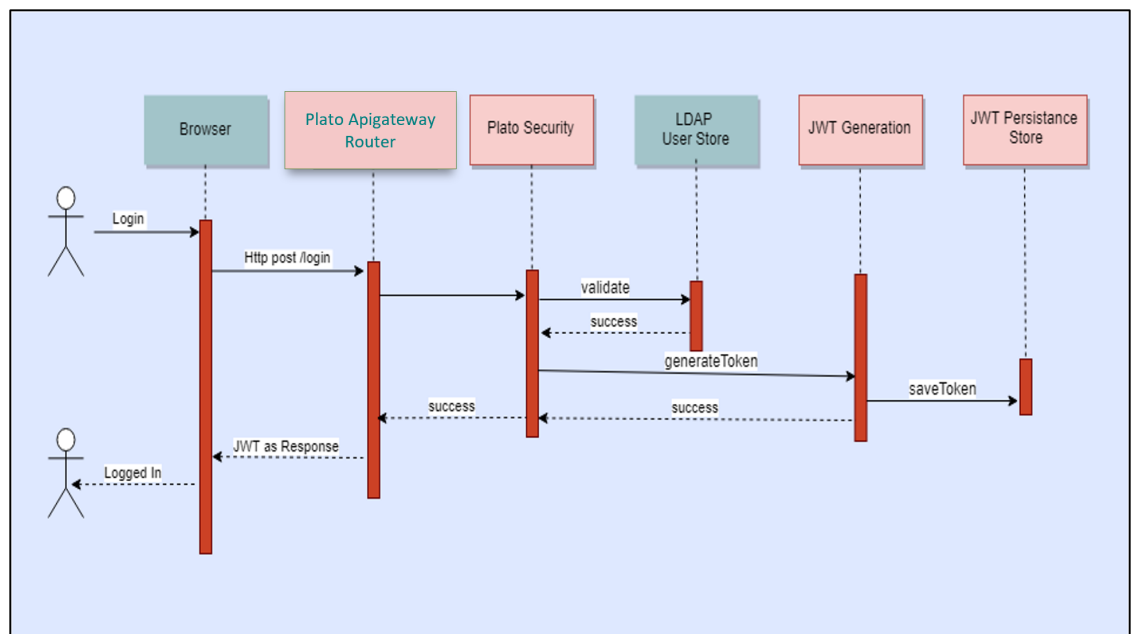 Browser
Plato Apigateway
Router
Plato Security
LDAP
User Store
JWT Generation
JWT Persistance
Store
Login
Http post /login
validate
success
generateToken
saveToken
success
success
JWT as Response
Logged In